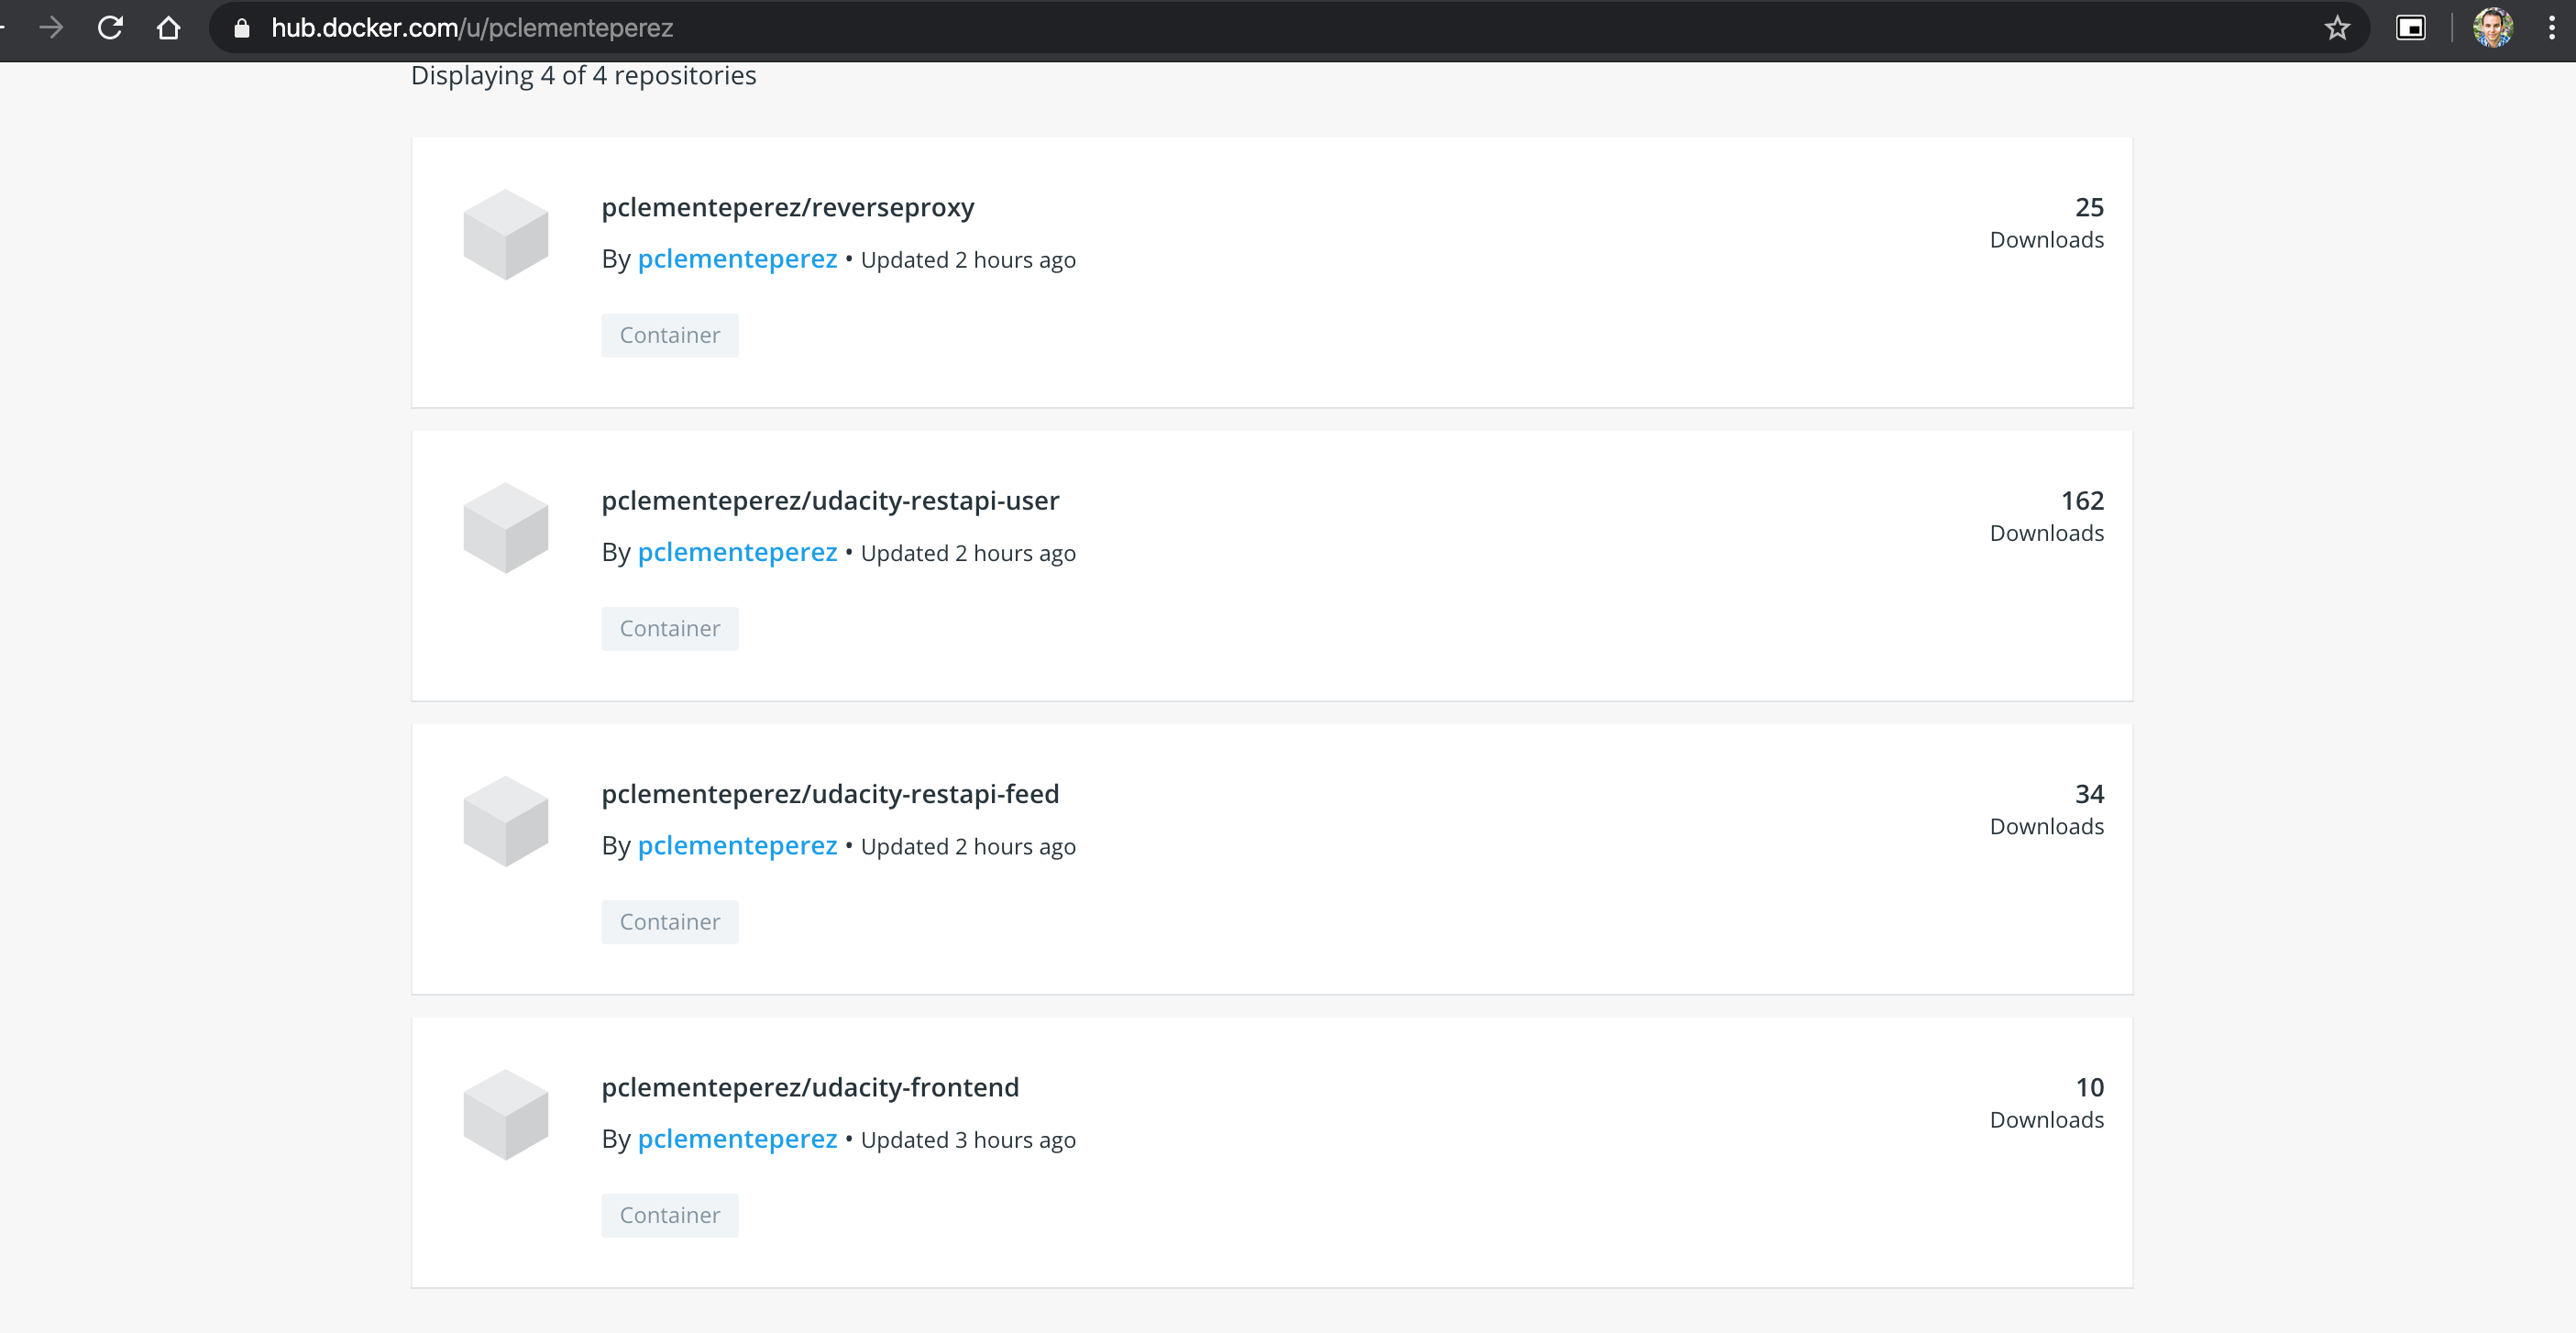 hub.docker.com/u/pclementeperez
Displaying 4 of 4 repositories
pclementeperez/reverseproxy
25
Downloads
By pclementeperez • Updated 2 hours ago
Container
pclementeperez/udacity-restapi-user
162
Downloads
By pclementeperez • Updated 2 hours ago
Container
pclementeperez/udacity-restapi-feed
34
Downloads
By pclementeperez • Updated 2 hours ago
Container
pclementeperez/udacity-frontend
10
Downloads
By pclementeperez • Updated 3 hours ago
Container